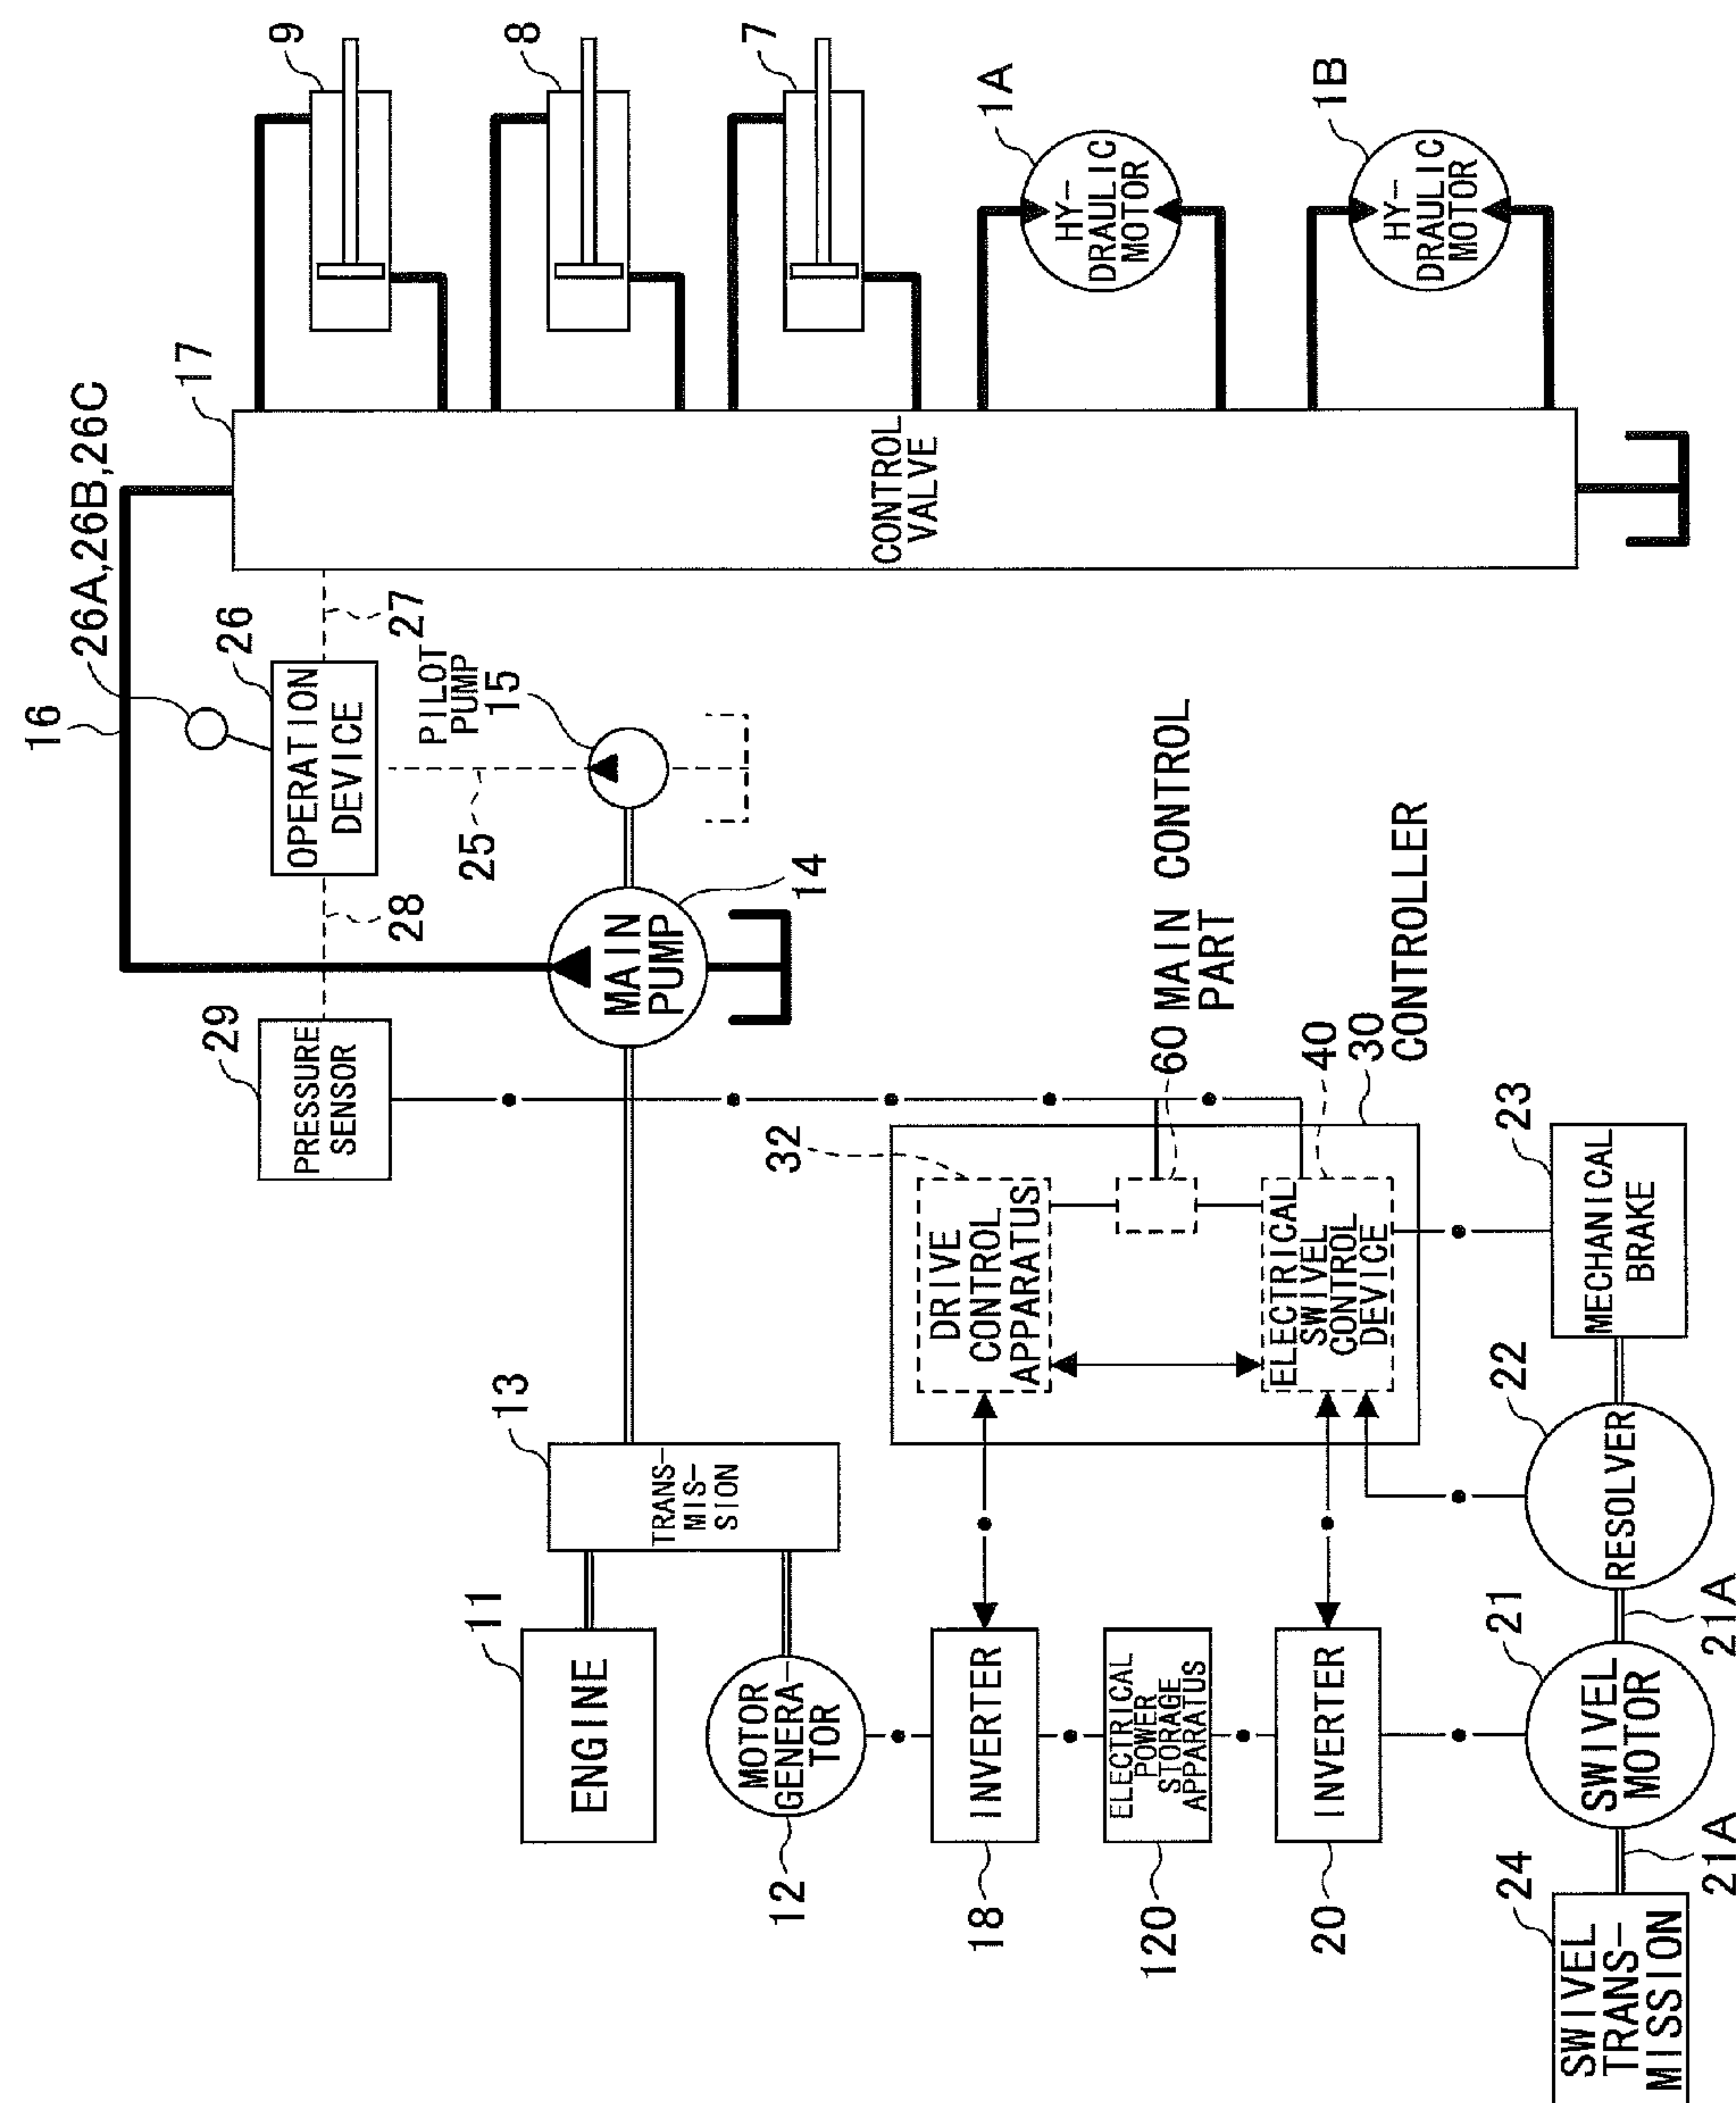 11
ENGINE
MOTOR
GENERA-
TOR
12
13
TRANS-
MIS-
SION
29
PRESSURE
SENSOR
28
16
26A,26B,26C
26
OPERATION
DEVICE
27
25
PILOT
PUMP
15
MAIN
PUMP
14
17
CONTROL
VALVE
9
8
7
1A
HY-
DRAULIC
MOTOR
1B
HY-
DRAULIC
MOTOR
18
INVERTER
120
ELECTRICAL
POWER
STORAGE
APPARATUS
20
INVERTER
32
DRIVE
CONTROL
APPARATUS
60 MAIN CONTROL
PART
40
ELECTRICAL
SWIVEL
CONTROL
DEVICE
30
CONTROLLER
24
SWIVEL
TRANS-
MISSION
21A
21
SWIVEL
MOTOR
21A
22
RESOLVER
23
MECHANICAL
BRAKE